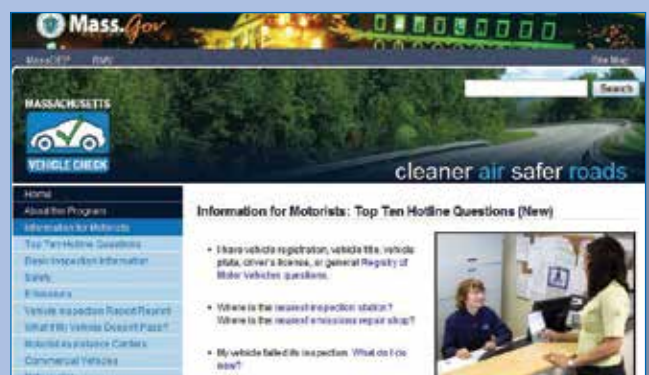 Mass.Gov
MassDEP RMV Site Map
Search
MASSACHUSETTS
VEHICLE CHECK
cleaner air safer roads
Home
About the Program
Information for Motorists
Top Ten Hotline Questions
Basic Inspection Information
Safety
Emissions
Vehicle Inspection Report Reprint
What If My Vehicle Doesn't Pass?
Motorist Assistance Centers
Commercial Vehicles
Information for Motorists: Top Ten Hotline Questions (New)
• I have vehicle registration, vehicle title, vehicle
plate, driver's license, or general Registry of
Motor Vehicles questions.
• Where is the nearest inspection station?
Where is the nearest emissions repair shop?
• My vehicle failed its inspection. What do I do
now?